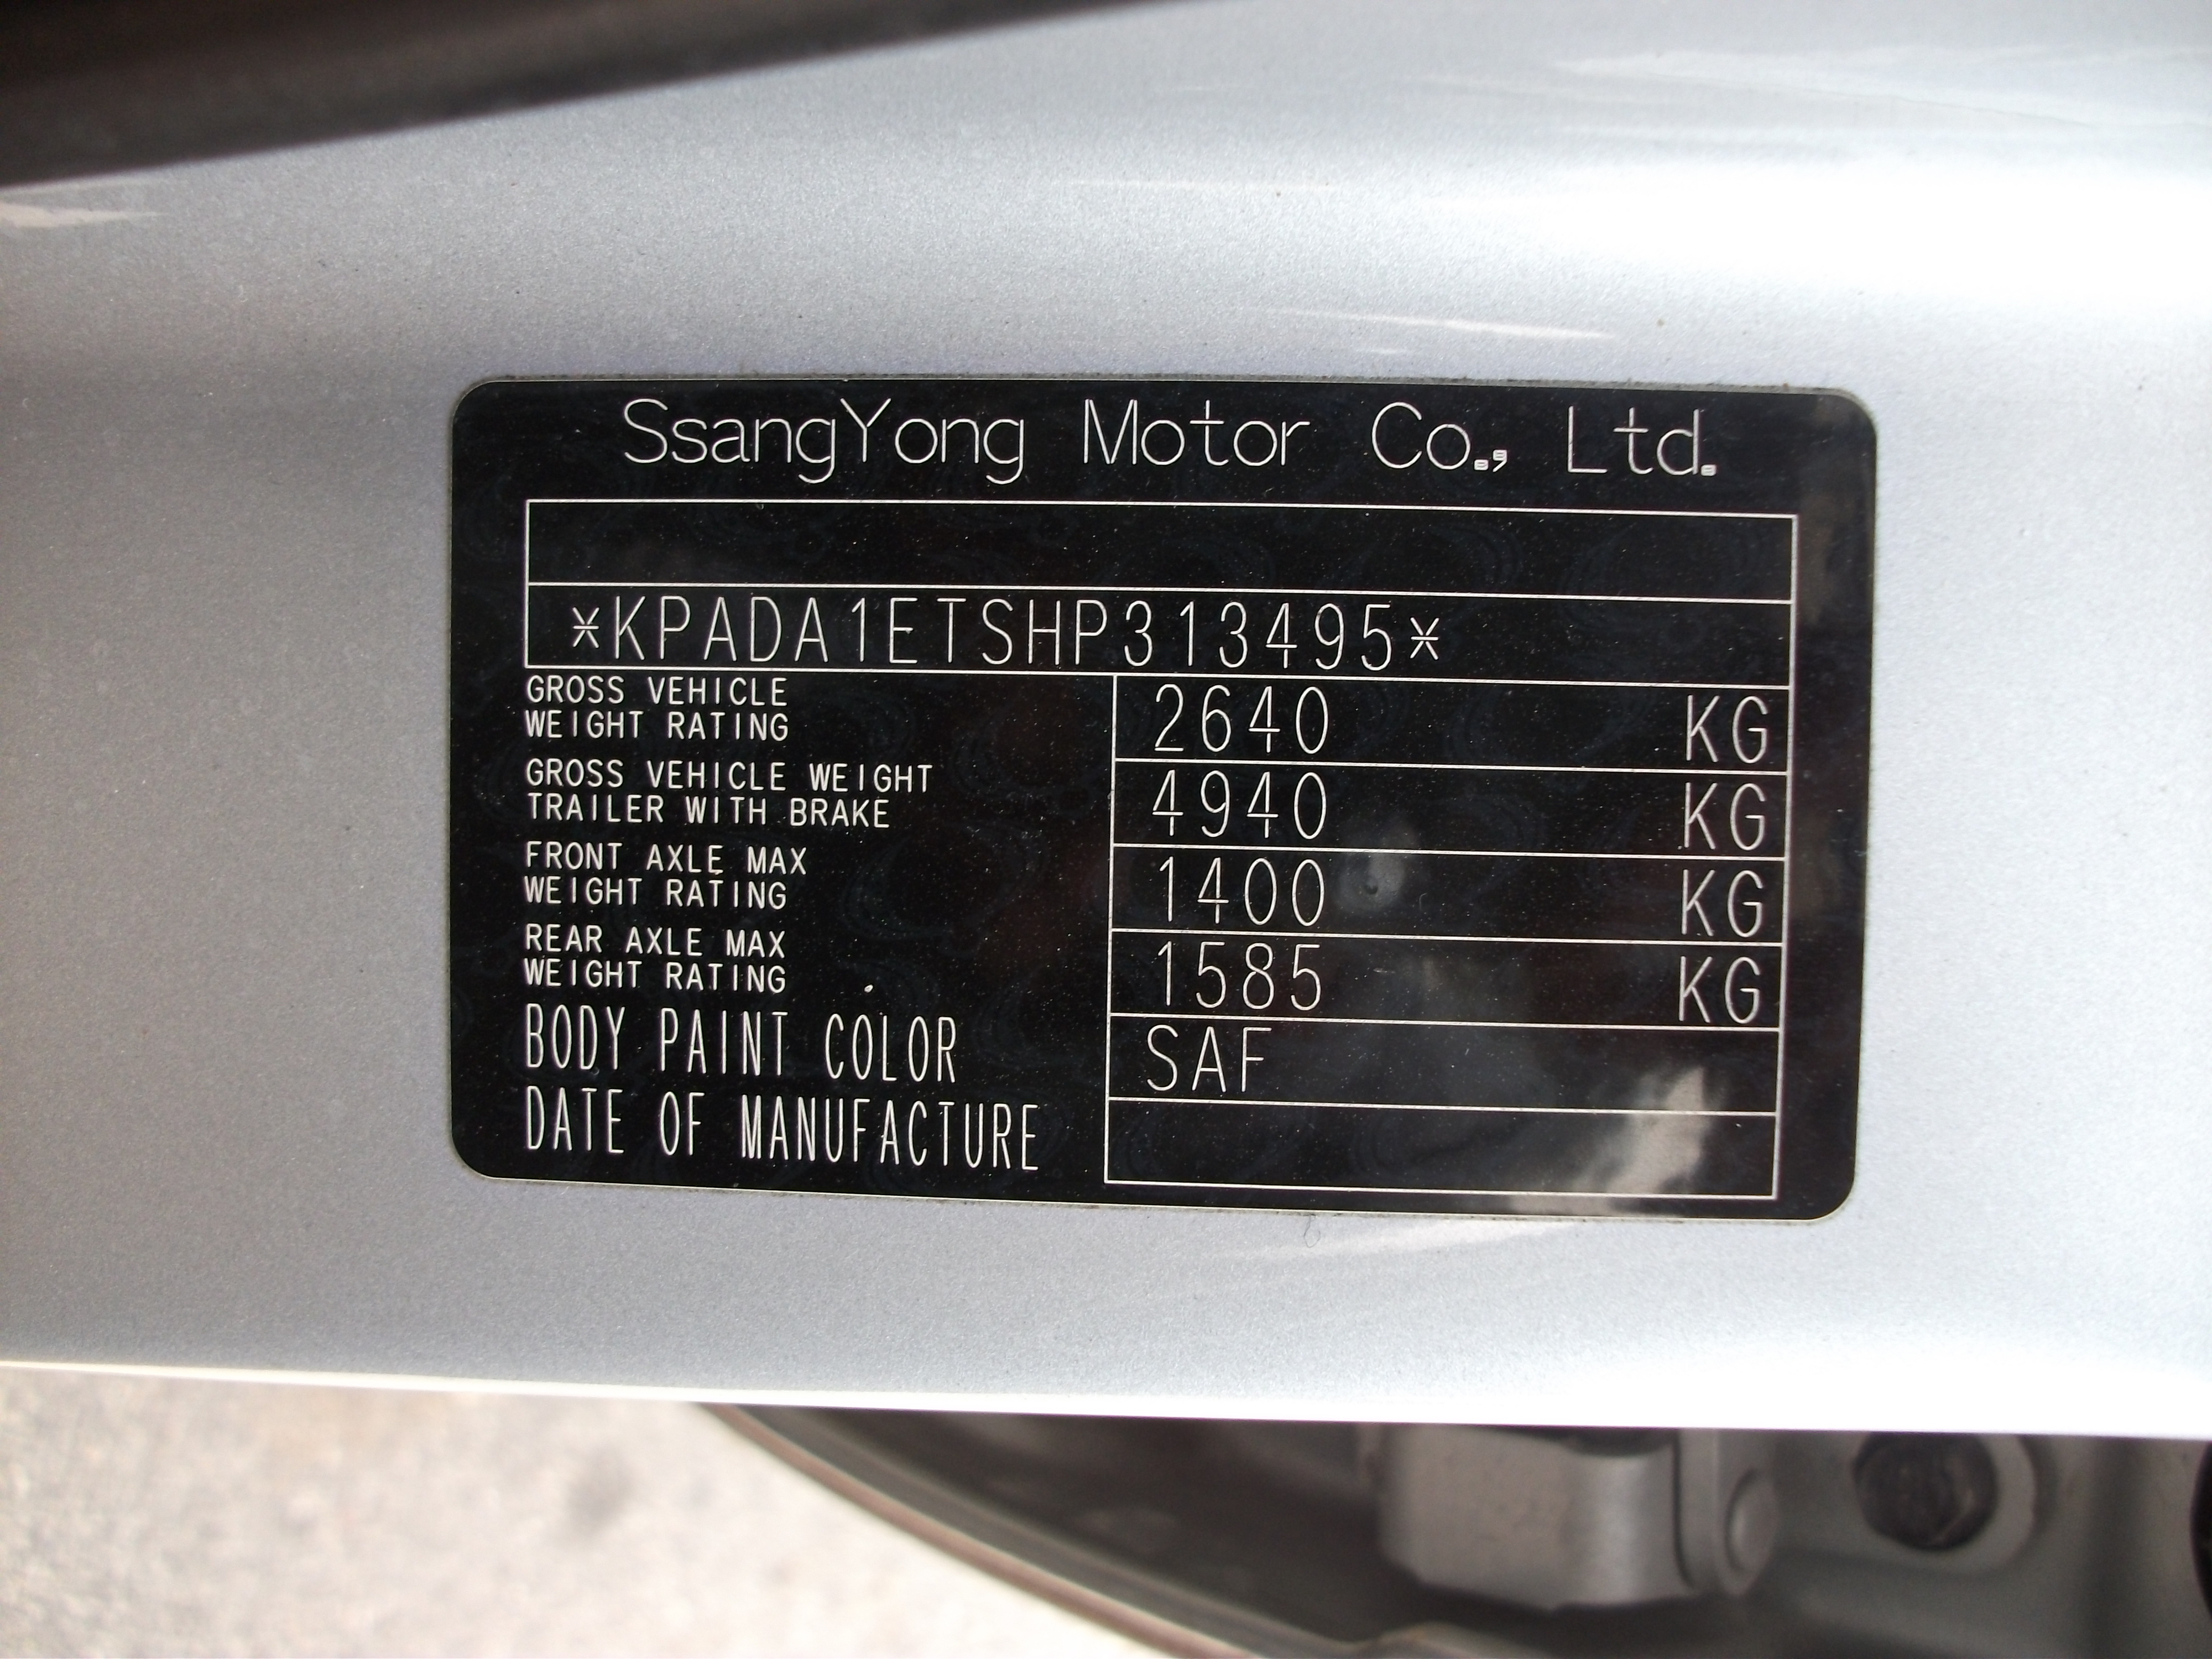 SsangYong Motor Co., Ltd.
*KPADA1ETSHP313495*
GROSS VEHICLE
WEIGHT RATING
2640 KG
GROSS VEHICLE WEIGHT
TRAILER WITH BRAKE
4940 KG
FRONT AXLE MAX
WEIGHT RATING
1400 KG
REAR AXLE MAX
WEIGHT RATING
1585 KG
BODY PAINT COLOR
SAF
DATE OF MANUFACTURE